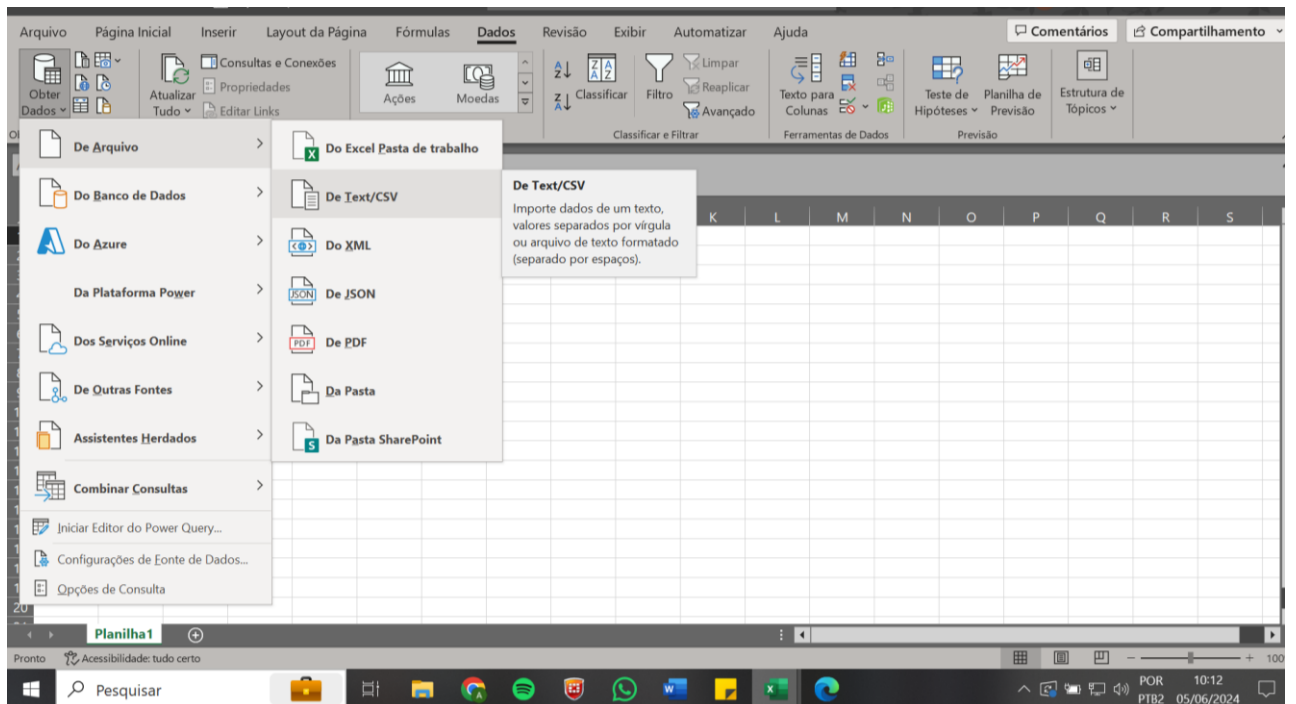 Arquivo Página Inicial Inserir Layout da Página Fórmulas Dados Revisão Exibir Automatizar Ajuda Comentários Compartilhamento
Obter Dados
Atualizar Tudo
Consultas e Conexões
Propriedades
Editar Links
Ações
Moedas
Classificar
Filtro
Limpar
Reaplicar
Avançado
Classificar e Filtrar
Texto para Colunas
Ferramentas de Dados
Teste de Hipóteses
Planilha de Previsão
Previsão
Estrutura de Tópicos
De Arquivo
Do Banco de Dados
Do Azure
Da Plataforma Power
Dos Serviços Online
De Outras Fontes
Assistentes Herdados
Combinar Consultas
Iniciar Editor do Power Query...
Configurações de Fonte de Dados...
Opções de Consulta
Do Excel Pasta de trabalho
De Text/CSV
Do XML
De JSON
De PDF
Da Pasta
Da Pasta SharePoint
De Text/CSV
Importe dados de um texto,
valores separados por vírgula
ou arquivo de texto formatado
(separado por espaços).
K L M N O P Q R S
20
Planilha1
Pronto Acessibilidade: tudo certo 100
Pesquisar
POR 10:12
PTB2 05/06/2024